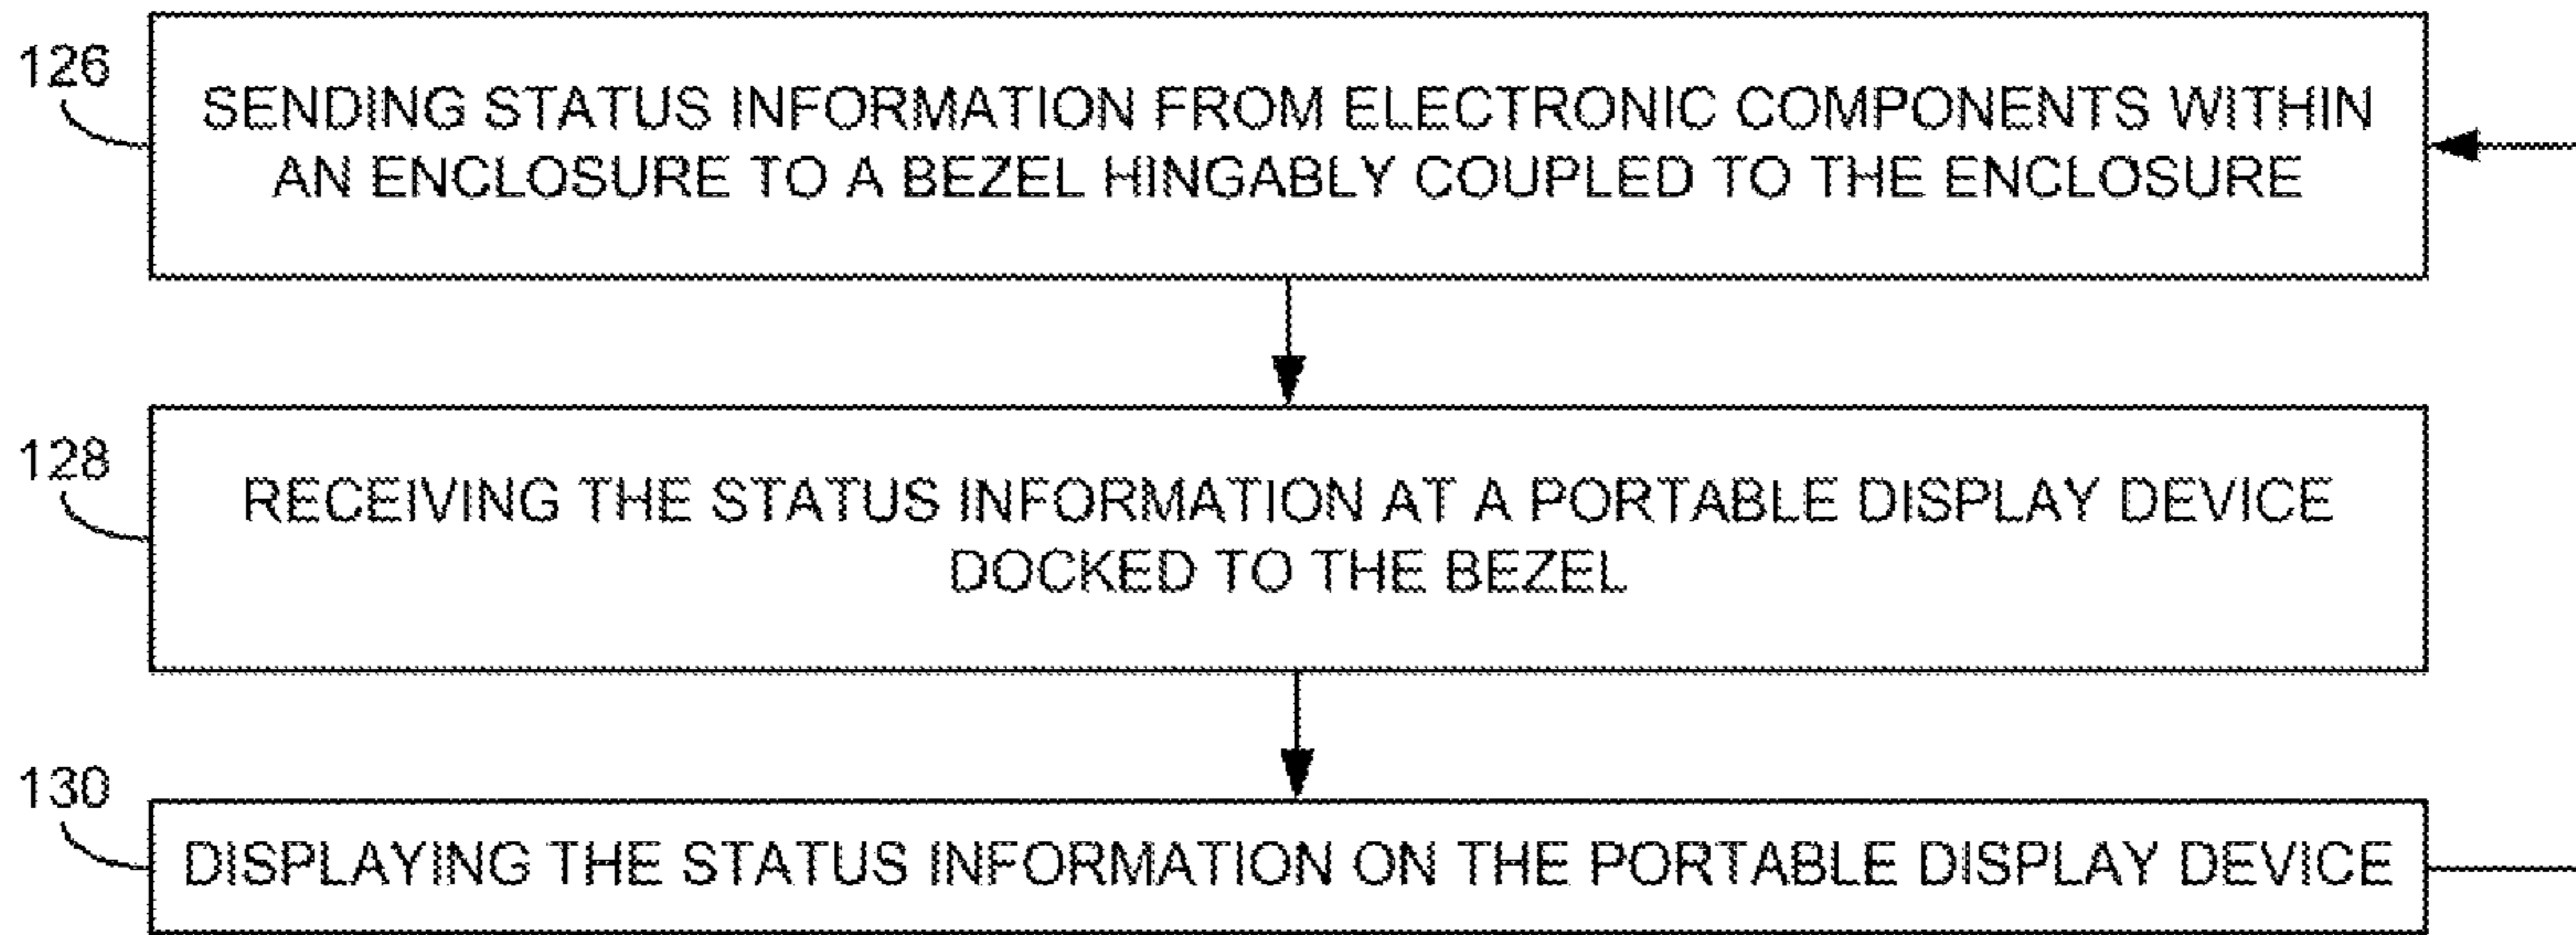 126
SENDING STATUS INFORMATION FROM ELECTRONIC COMPONENTS WITHIN
AN ENCLOSURE TO A BEZEL HINGABLY COUPLED TO THE ENCLOSURE
128
RECEIVING THE STATUS INFORMATION AT A PORTABLE DISPLAY DEVICE
DOCKED TO THE BEZEL
130
DISPLAYING THE STATUS INFORMATION ON THE PORTABLE DISPLAY DEVICE